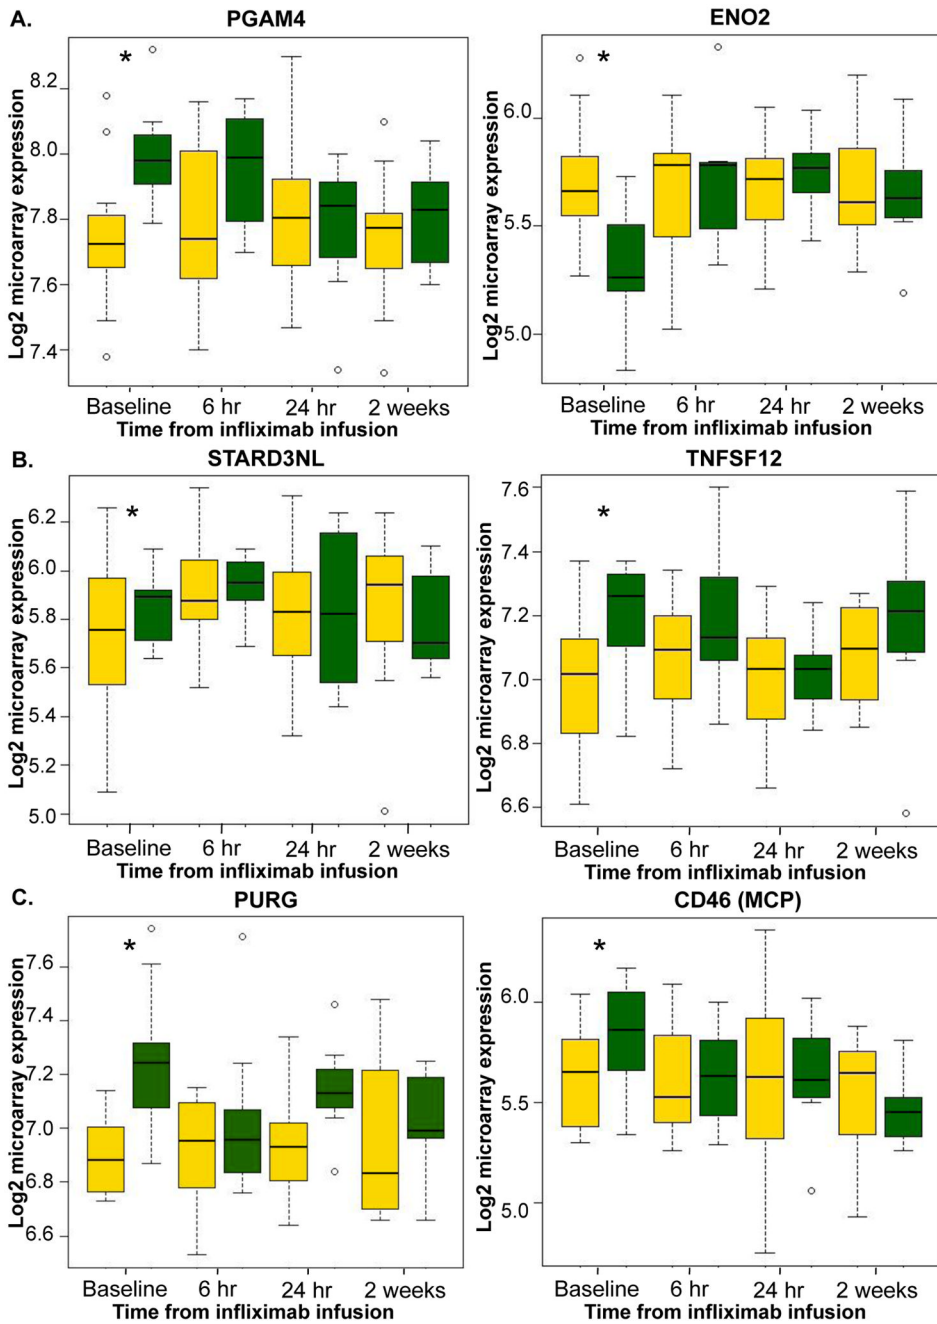 A.
PGAM4
ENO2
*
*
Log2 microarray expression
8.2
8.0
7.8
7.6
7.4
Log2 microarray expression
6.0
5.5
5.0
Baseline 6 hr 24 hr 2 weeks
Time from infliximab infusion
Baseline 6 hr 24 hr 2 weeks
Time from infliximab infusion
B.
STARD3NL
TNFSF12
*
*
Log2 microarray expression
6.2
6.0
5.8
5.6
5.4
5.2
5.0
Log2 microarray expression
7.6
7.4
7.2
7.0
6.8
6.6
Baseline 6 hr 24 hr 2 weeks
Time from infliximab infusion
Baseline 6 hr 24 hr 2 weeks
Time from infliximab infusion
C.
PURG
CD46 (MCP)
*
*
Log2 microarray expression
7.6
7.4
7.2
7.0
6.8
6.6
Log2 microarray expression
6.0
5.5
5.0
Baseline 6 hr 24 hr 2 weeks
Time from infliximab infusion
Baseline 6 hr 24 hr 2 weeks
Time from infliximab infusion